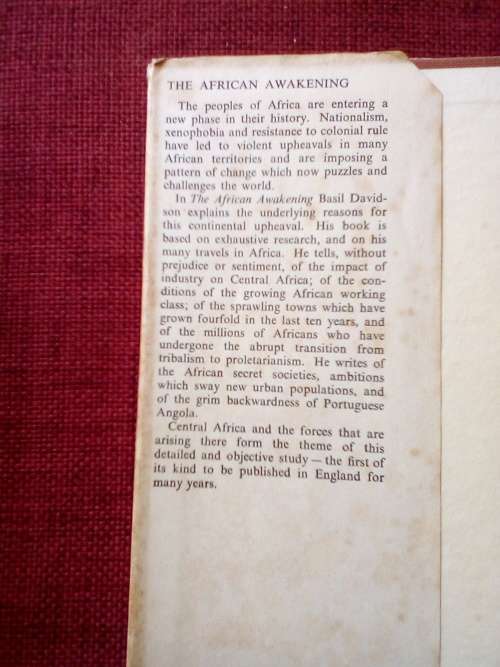 THE AFRICAN AWAKENING
The peoples of Africa are entering a
new phase in their history. Nationalism,
xenophobia and resistance to colonial rule
have led to violent upheavals in many
African territories and are imposing a
pattern of change which now puzzles and
challenges the world.
In The African Awakening Basil David-
son explains the underlying reasons for
this continental upheaval. His book is
based on exhaustive research, and on his
many travels in Africa. He tells, without
prejudice or sentiment, of the impact of
industry on Central Africa; of the con-
ditions of the growing African working
class; of the sprawling towns which have
grown fourfold in the last ten years, and
of the millions of Africans who have
undergone the abrupt transition from
tribalism to proletarianism. He writes of
the African secret societies, ambitions
which sway new urban populations, and
of the grim backwardness of Portuguese
Angola.
Central Africa and the forces that are
arising there form the theme of this
detailed and objective study — the first of
its kind to be published in England for
many years.